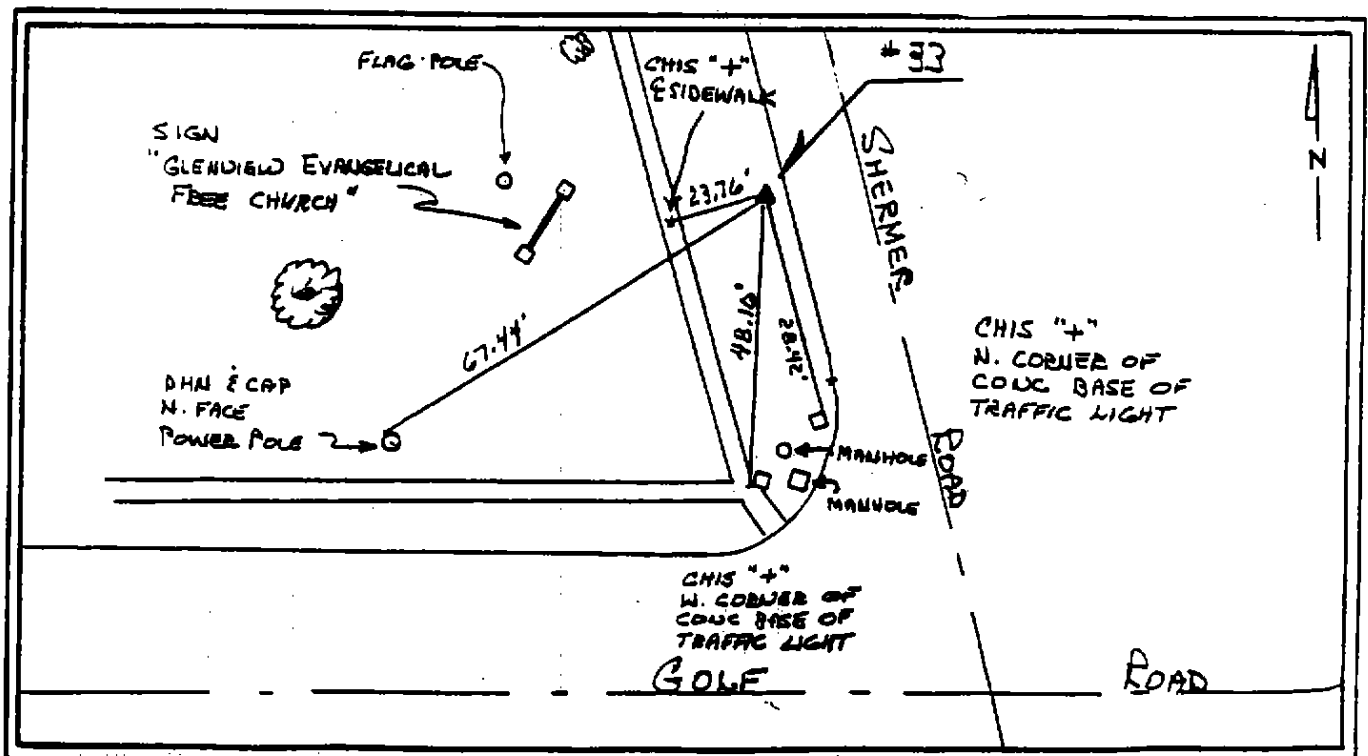 FLAG POLE
CHIS "+"
℄ SIDEWALK
# 33
SIGN
"GLENVIEW EVANGELICAL
FREE CHURCH"
N
23.76'
SHERMER
67.44'
48.10'
28.42'
CHIS "+"
N. CORNER OF
CONC BASE OF
TRAFFIC LIGHT
DHN & CAP
N. FACE
POWER POLE
MANHOLE
ROAD
MANHOLE
CHIS "+"
W. CORNER OF
CONC BASE OF
TRAFFIC LIGHT
GOLF ROAD